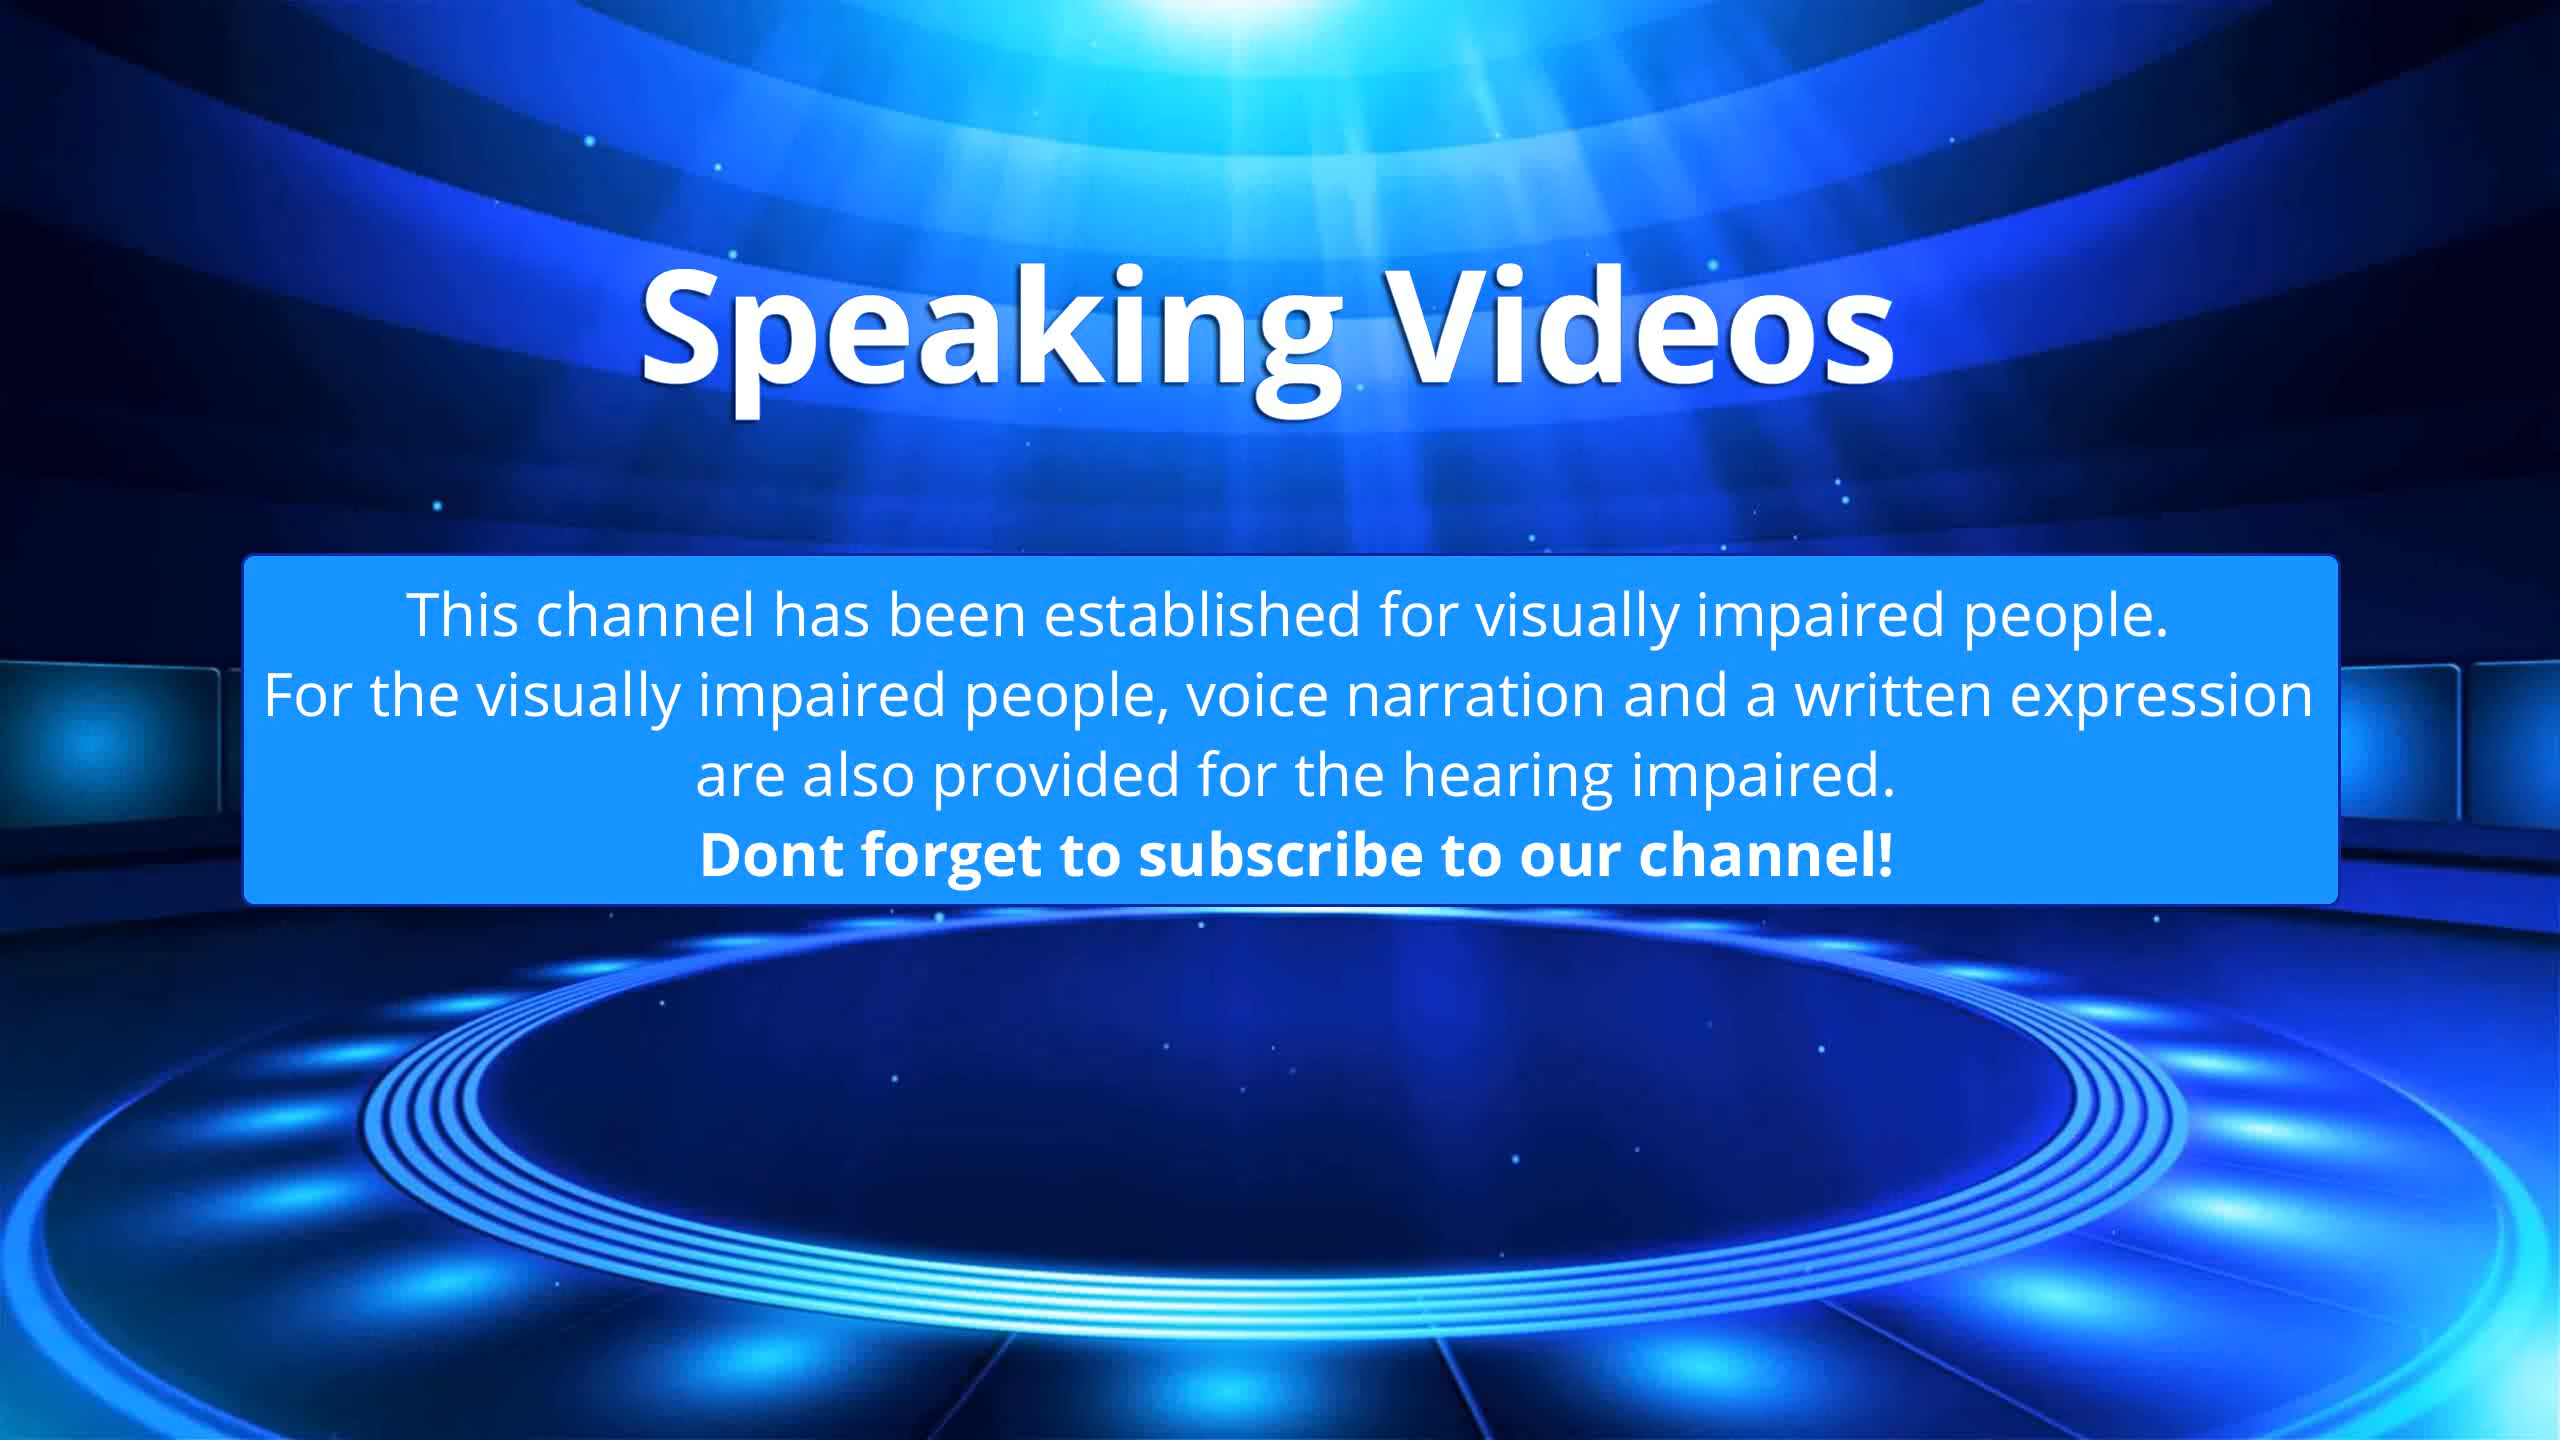 Speaking Videos
This channel has been established for visually impaired people.
For the visually impaired people, voice narration and a written expression
are also provided for the hearing impaired.
Dont forget to subscribe to our channel!